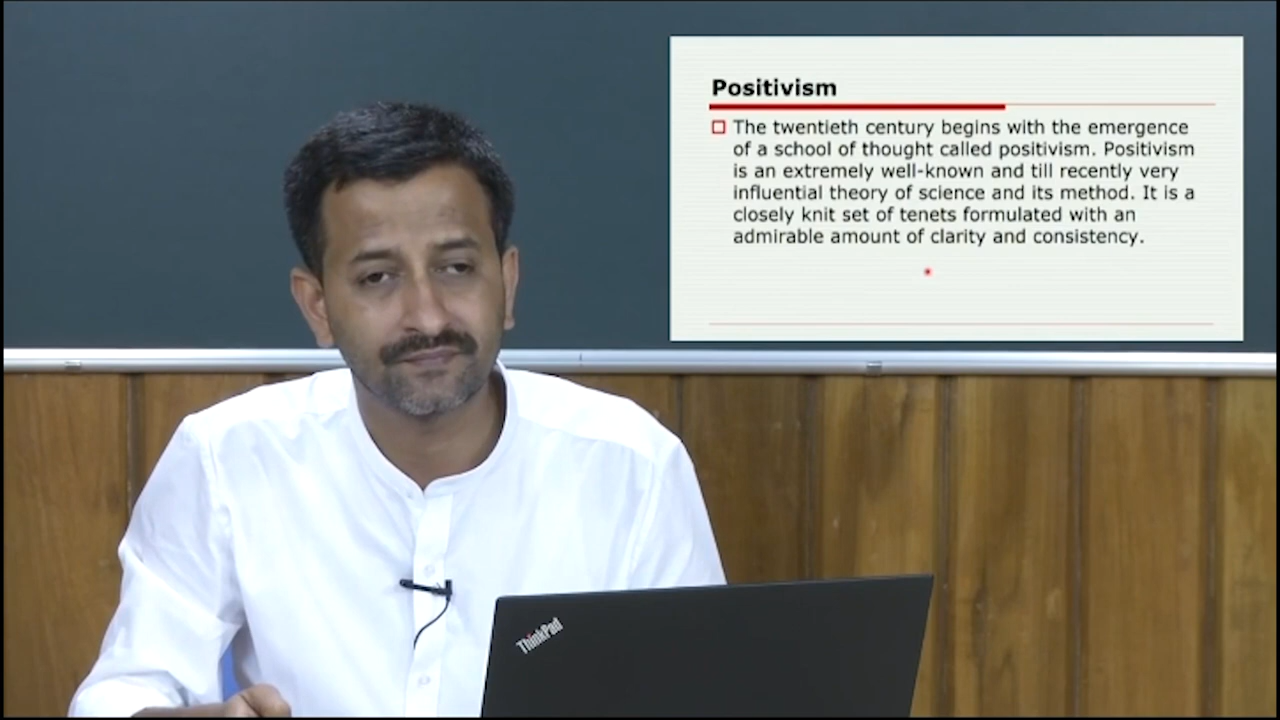 Positivism
The twentieth century begins with the emergence
of a school of thought called positivism. Positivism
is an extremely well-known and till recently very
influential theory of science and its method. It is a
closely knit set of tenets formulated with an
admirable amount of clarity and consistency.
ThinkPad